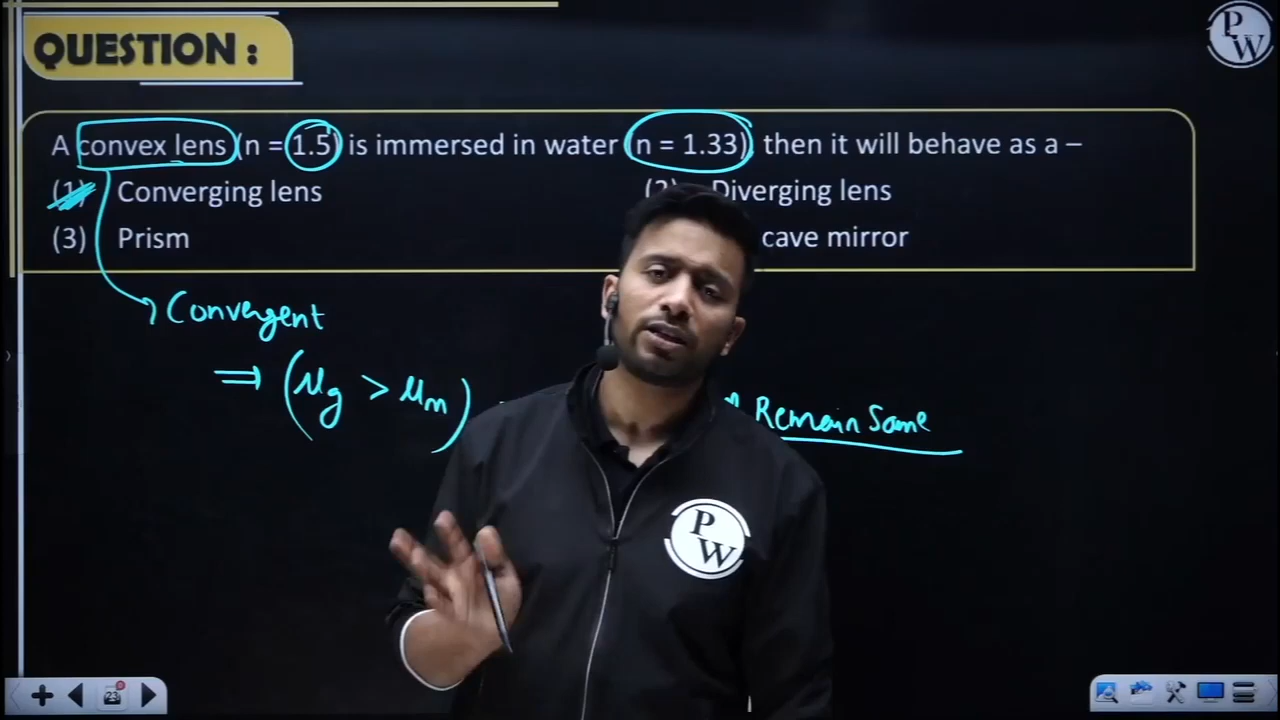 QUESTION :
PW
A convex lens (n = 1.5) is immersed in water (n = 1.33), then it will behave as a –
(1) Converging lens
(2) Diverging lens
(3) Prism
cave mirror
Convergent
⇒ (μg > μm)
Remain Same
PW
23